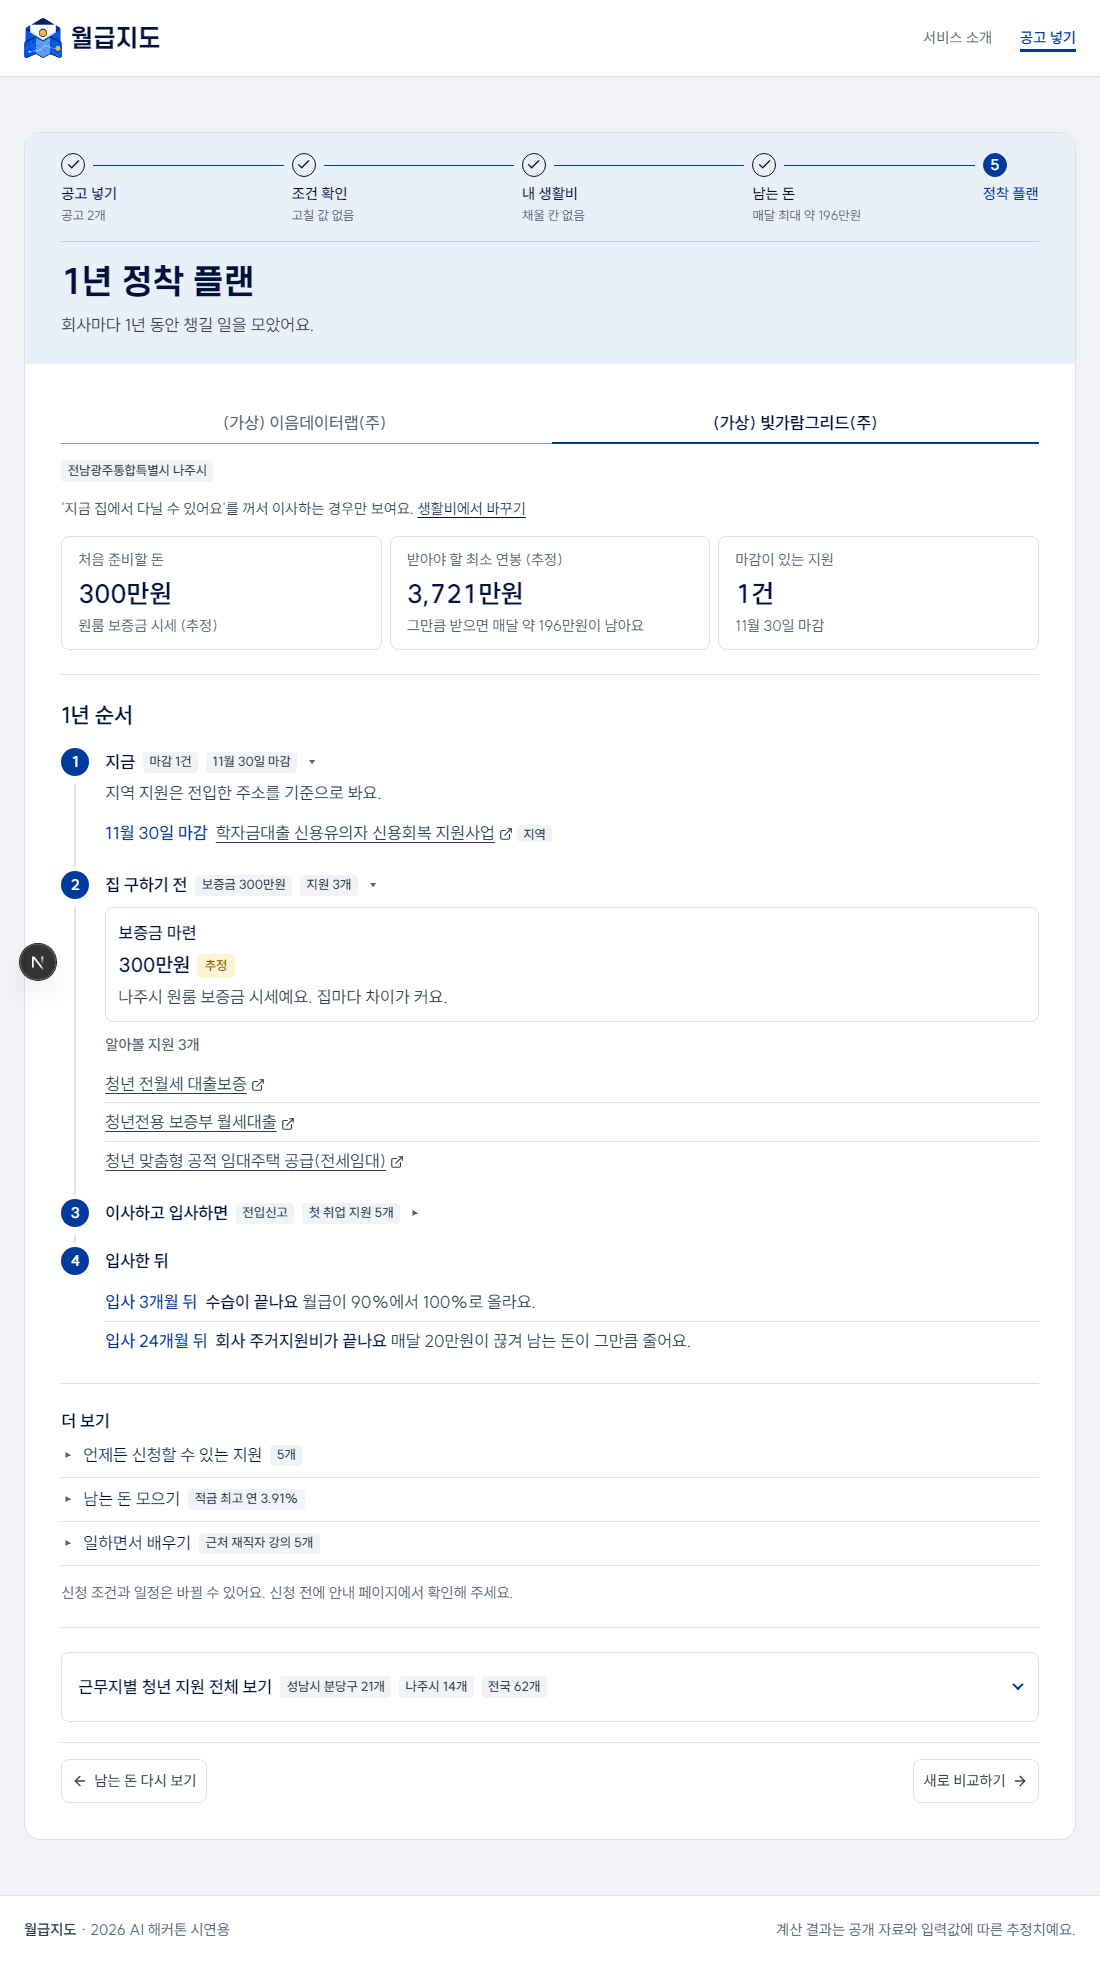 월급지도
서비스 소개
공고 넣기
공고 넣기
공고 2개
조건 확인
고칠 값 없음
내 생활비
채울 칸 없음
남는 돈
매달 최대 약 196만원
5
정착 플랜
1년 정착 플랜
회사마다 1년 동안 챙길 일을 모았어요.
(가상) 이음데이터랩(주)
(가상) 빛가람그리드(주)
전남광주통합특별시 나주시
'지금 집에서 다닐 수 있어요'를 꺼서 이사하는 경우만 보여요. 생활비에서 바꾸기
처음 준비할 돈
300만원
원룸 보증금 시세 (추정)
받아야 할 최소 연봉 (추정)
3,721만원
그만큼 받으면 매달 약 196만원이 남아요
마감이 있는 지원
1건
11월 30일 마감
1년 순서
1 지금 마감 1건 11월 30일 마감 ▾
지역 지원은 전입한 주소를 기준으로 봐요.
11월 30일 마감 학자금대출 신용유의자 신용회복 지원사업 지역
2 집 구하기 전 보증금 300만원 지원 3개 ▾
보증금 마련
300만원 추정
나주시 원룸 보증금 시세예요. 집마다 차이가 커요.
알아볼 지원 3개
청년 전월세 대출보증
청년전용 보증부 월세대출
청년 맞춤형 공적 임대주택 공급(전세임대)
3 이사하고 입사하면 전입신고 첫 취업 지원 5개 ▸
4 입사한 뒤
입사 3개월 뒤 수습이 끝나요 월급이 90%에서 100%로 올라요.
입사 24개월 뒤 회사 주거지원비가 끝나요 매달 20만원이 끊겨 남는 돈이 그만큼 줄어요.
더 보기
▸ 언제든 신청할 수 있는 지원 5개
▸ 남는 돈 모으기 적금 최고 연 3.91%
▸ 일하면서 배우기 근처 재직자 강의 5개
신청 조건과 일정은 바뀔 수 있어요. 신청 전에 안내 페이지에서 확인해 주세요.
근무지별 청년 지원 전체 보기 성남시 분당구 21개 나주시 14개 전국 62개
← 남는 돈 다시 보기
새로 비교하기 →
월급지도 · 2026 AI 해커톤 시연용
계산 결과는 공개 자료와 입력값에 따른 추정치예요.
N